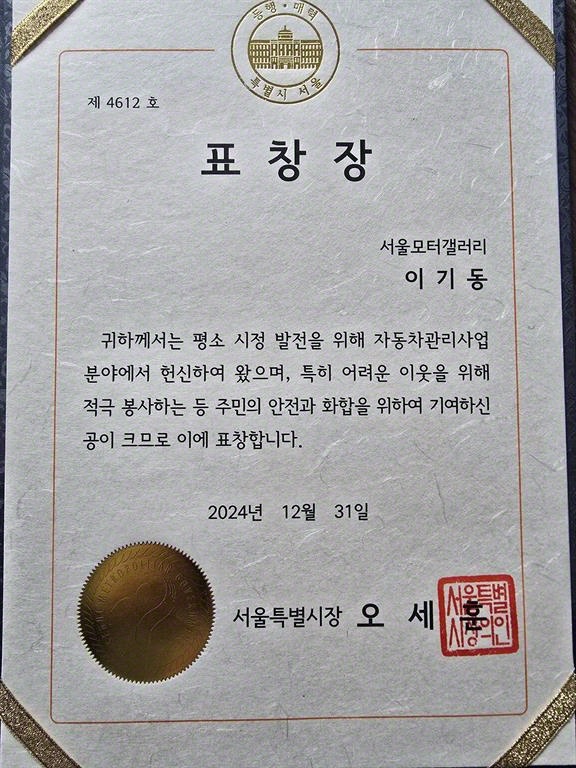 동행·매력
특별시 서울
제 4612 호
표 창 장
서울모터갤러리
이 기 동
귀하께서는 평소 시정 발전을 위해 자동차관리사업
분야에서 헌신하여 왔으며, 특히 어려운 이웃을 위해
적극 봉사하는 등 주민의 안전과 화합을 위하여 기여하신
공이 크므로 이에 표창합니다.
2024년 12월 31일
서울특별시장 오 세 훈
서울특별
시장의인